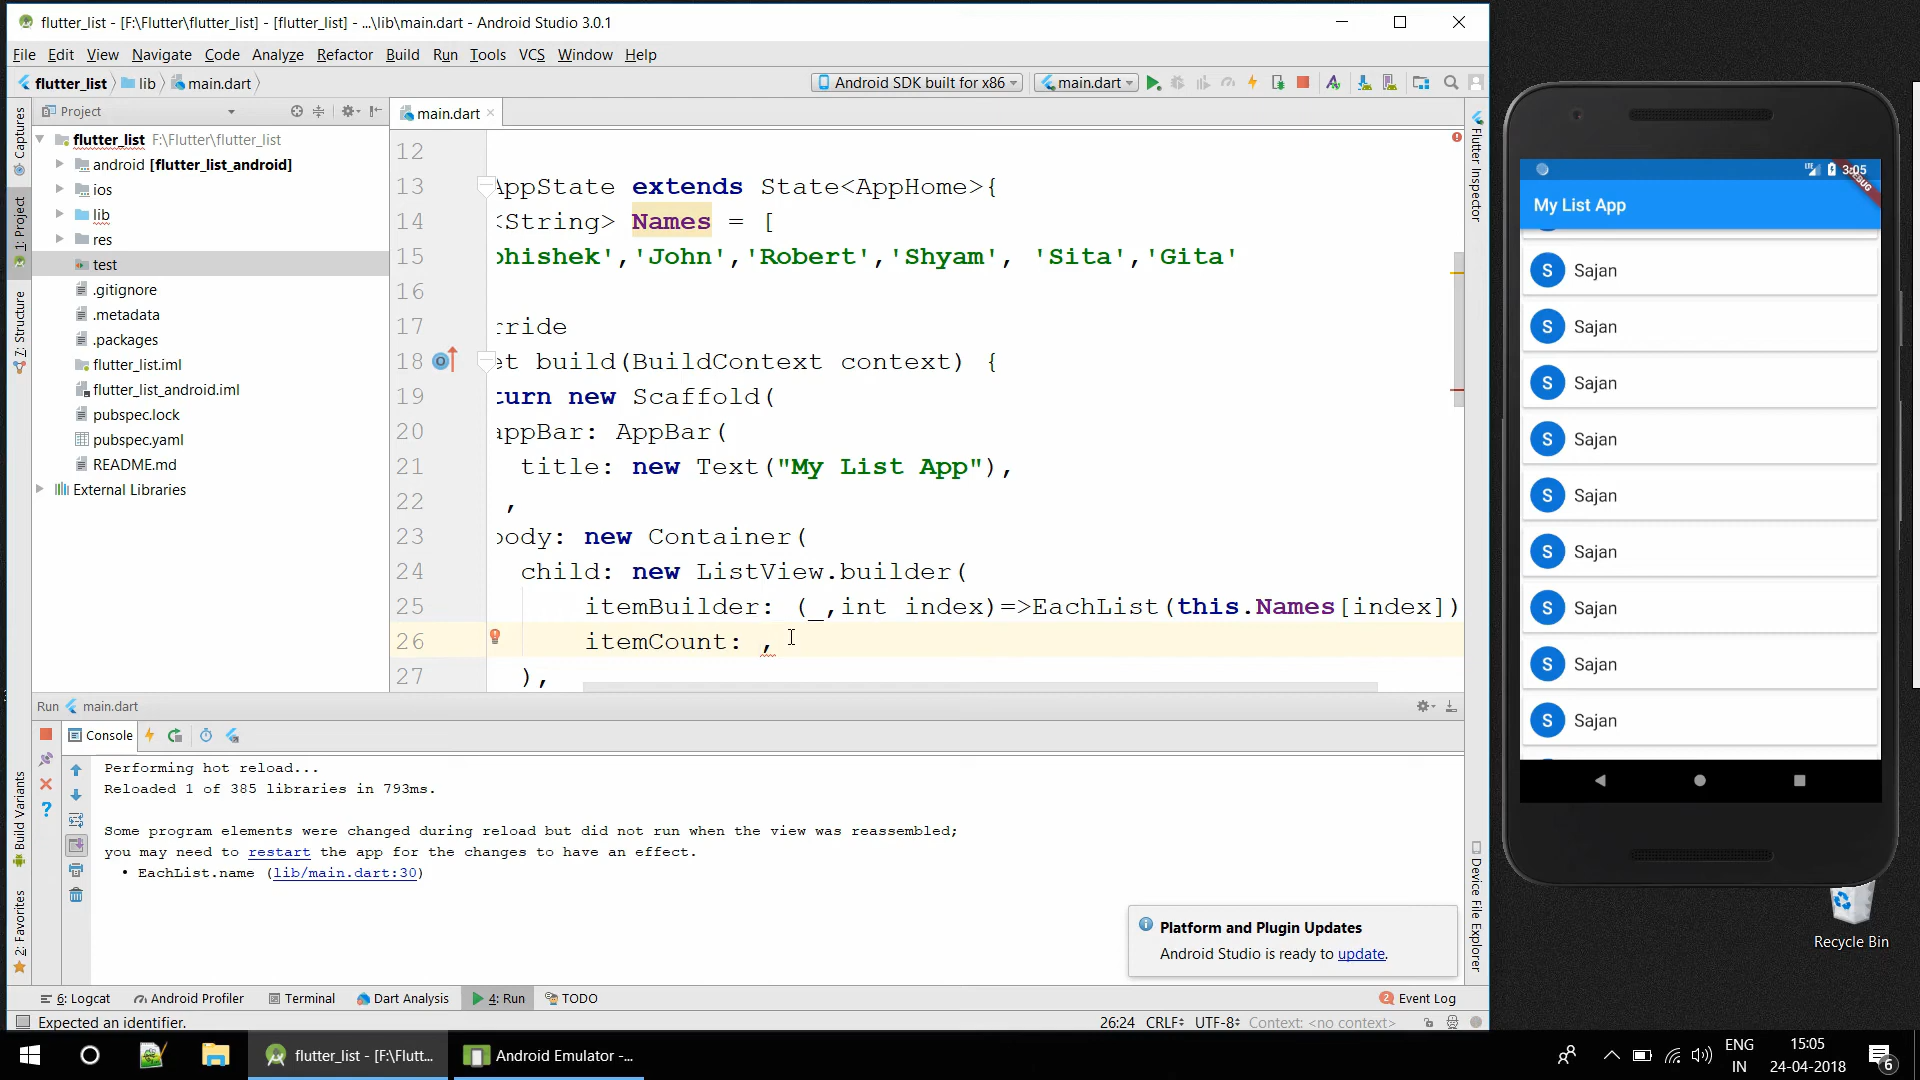 flutter_list - [F:\Flutter\flutter_list] - [flutter_list] - ...\lib\main.dart - Android Studio 3.0.1
File Edit View Navigate Code Analyze Refactor Build Run Tools VCS Window Help
flutter_list lib main.dart Android SDK built for x86 main.dart
Project
main.dart
flutter_list F:\Flutter\flutter_list
android [flutter_list_android]
ios
lib
res
test
.gitignore
.metadata
.packages
flutter_list.iml
flutter_list_android.iml
pubspec.lock
pubspec.yaml
README.md
External Libraries
Captures
1: Project
7: Structure
Build Variants
2: Favorites
12
13 AppState extends State<AppHome>{
14 <String> Names = [
15 bhishek','John','Robert','Shyam', 'Sita','Gita'
16
17 rride
18 et build(BuildContext context) {
19 turn new Scaffold(
20 appBar: AppBar(
21 title: new Text("My List App"),
22 ,
23 body: new Container(
24 child: new ListView.builder(
25 itemBuilder: (_,int index)=>EachList(this.Names[index])
26 itemCount: ,
27 ),
Flutter Inspector
Device File Explorer
Run main.dart
Console
Performing hot reload...
Reloaded 1 of 385 libraries in 793ms.
Some program elements were changed during reload but did not run when the view was reassembled;
you may need to restart the app for the changes to have an effect.
• EachList.name (lib/main.dart:30)
Platform and Plugin Updates
Android Studio is ready to update.
6: Logcat Android Profiler Terminal Dart Analysis 4: Run TODO 2 Event Log
Expected an identifier. 26:24 CRLF UTF-8 Context: <no context>
LTE 3:05
DEBUG
My List App
S Sajan
S Sajan
S Sajan
S Sajan
S Sajan
S Sajan
S Sajan
S Sajan
S Sajan
Recycle Bin
flutter_list - [F:\Flutt... Android Emulator -...
ENG
IN
15:05
24-04-2018
6